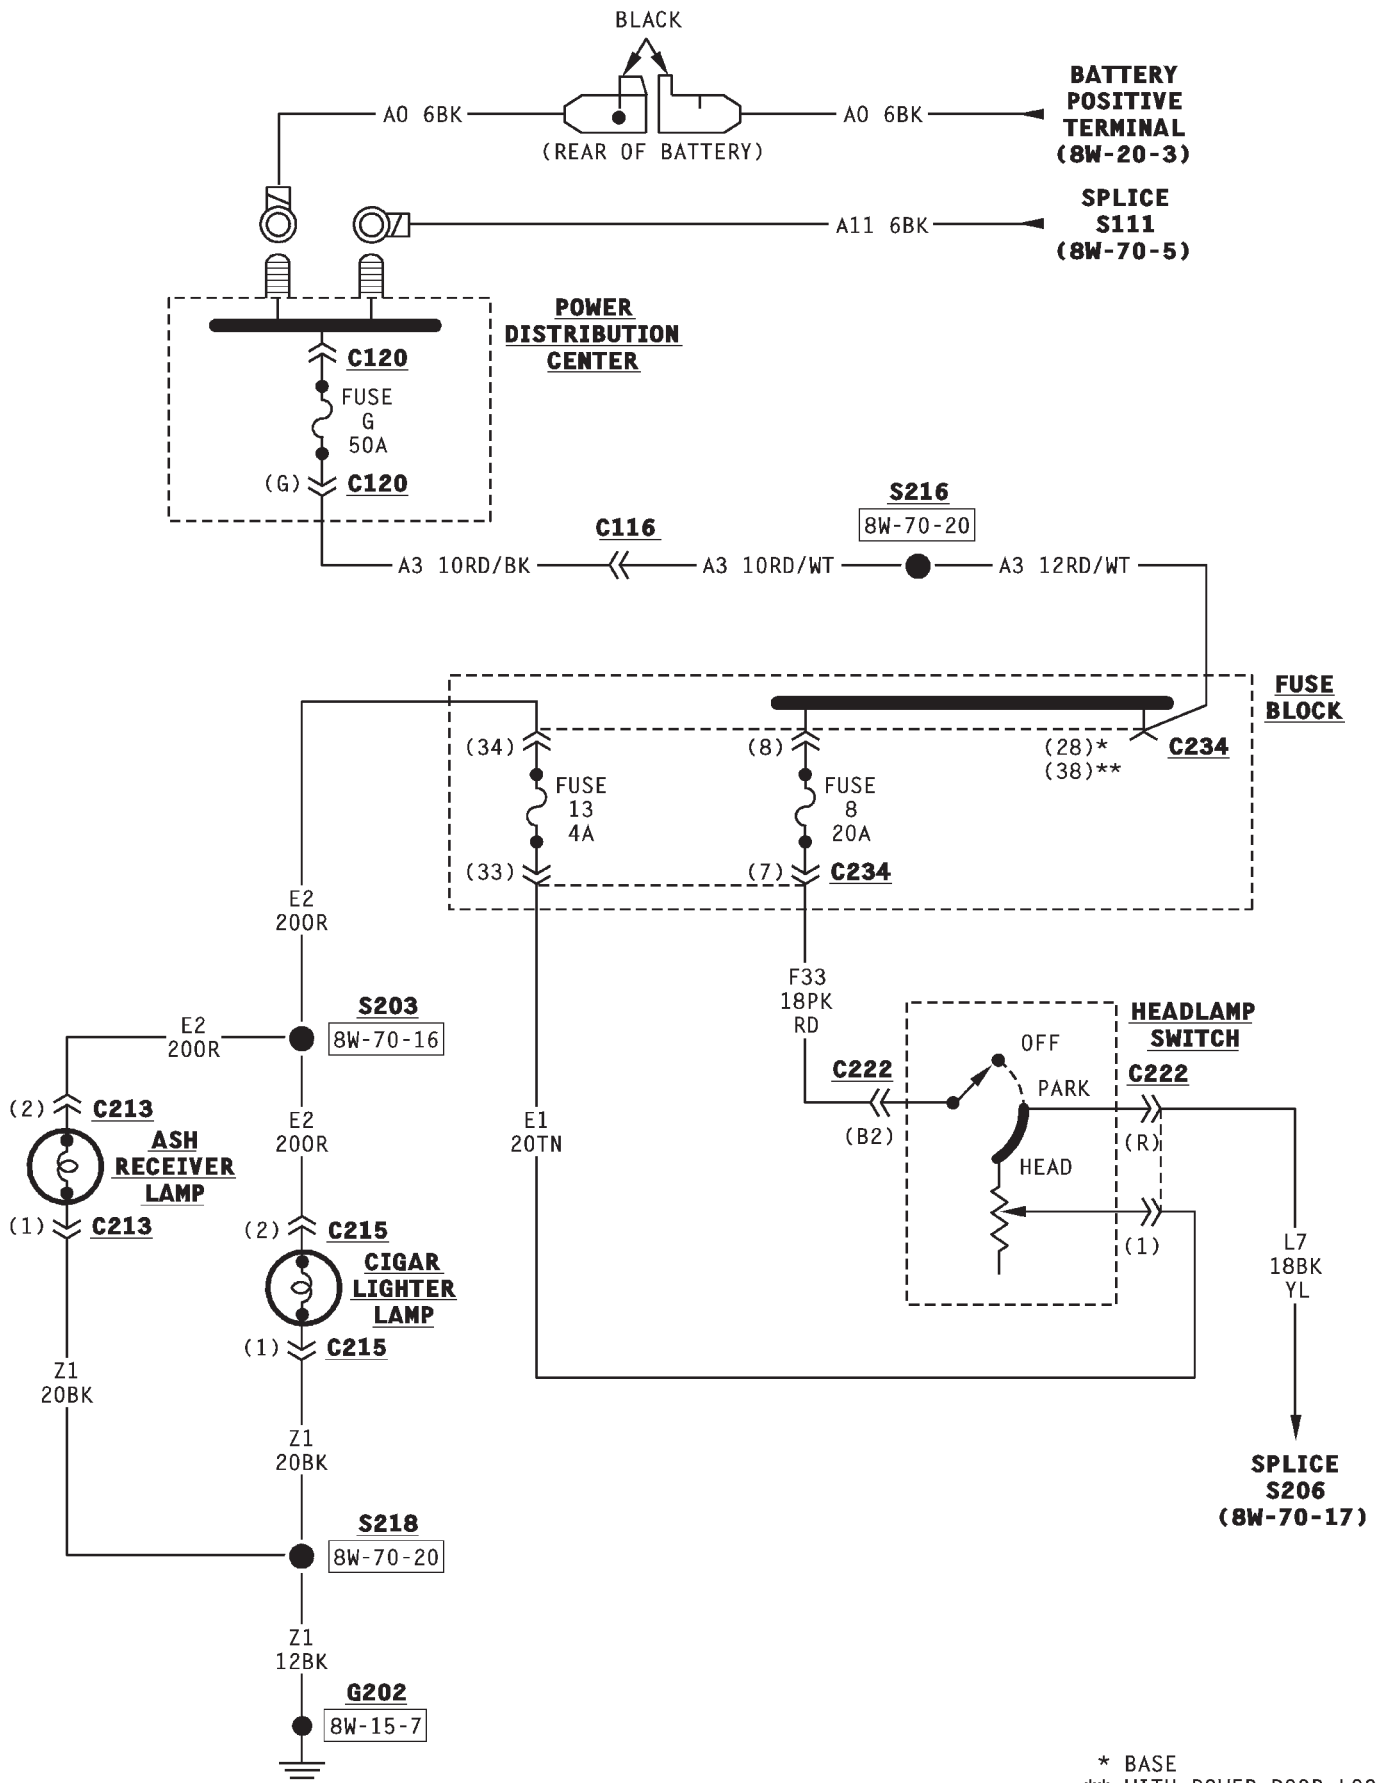 BLACK
A0 6BK
A0 6BK
(REAR OF BATTERY)
BATTERY
POSITIVE
TERMINAL
(8W-20-3)
SPLICE
S111
(8W-70-5)
A11 6BK
POWER
DISTRIBUTION
CENTER
C120
FUSE
G
50A
(G)
C120
C116
S216
8W-70-20
A3 10RD/BK
A3 10RD/WT
A3 12RD/WT
FUSE
BLOCK
(34)
(8)
(28)*
(38)**
C234
FUSE
13
4A
FUSE
8
20A
(33)
(7)
C234
E2
20OR
F33
18PK
RD
S203
8W-70-16
E2
20OR
HEADLAMP
SWITCH
OFF
C222
C222
PARK
(B2)
(R)
HEAD
(1)
(2)
C213
ASH
RECEIVER
LAMP
(1)
C213
E2
20OR
E1
20TN
(2)
C215
CIGAR
LIGHTER
LAMP
(1)
C215
L7
18BK
YL
Z1
20BK
Z1
20BK
SPLICE
S206
(8W-70-17)
S218
8W-70-20
Z1
12BK
G202
8W-15-7
* BASE
** WITH POWER DOOR LOC